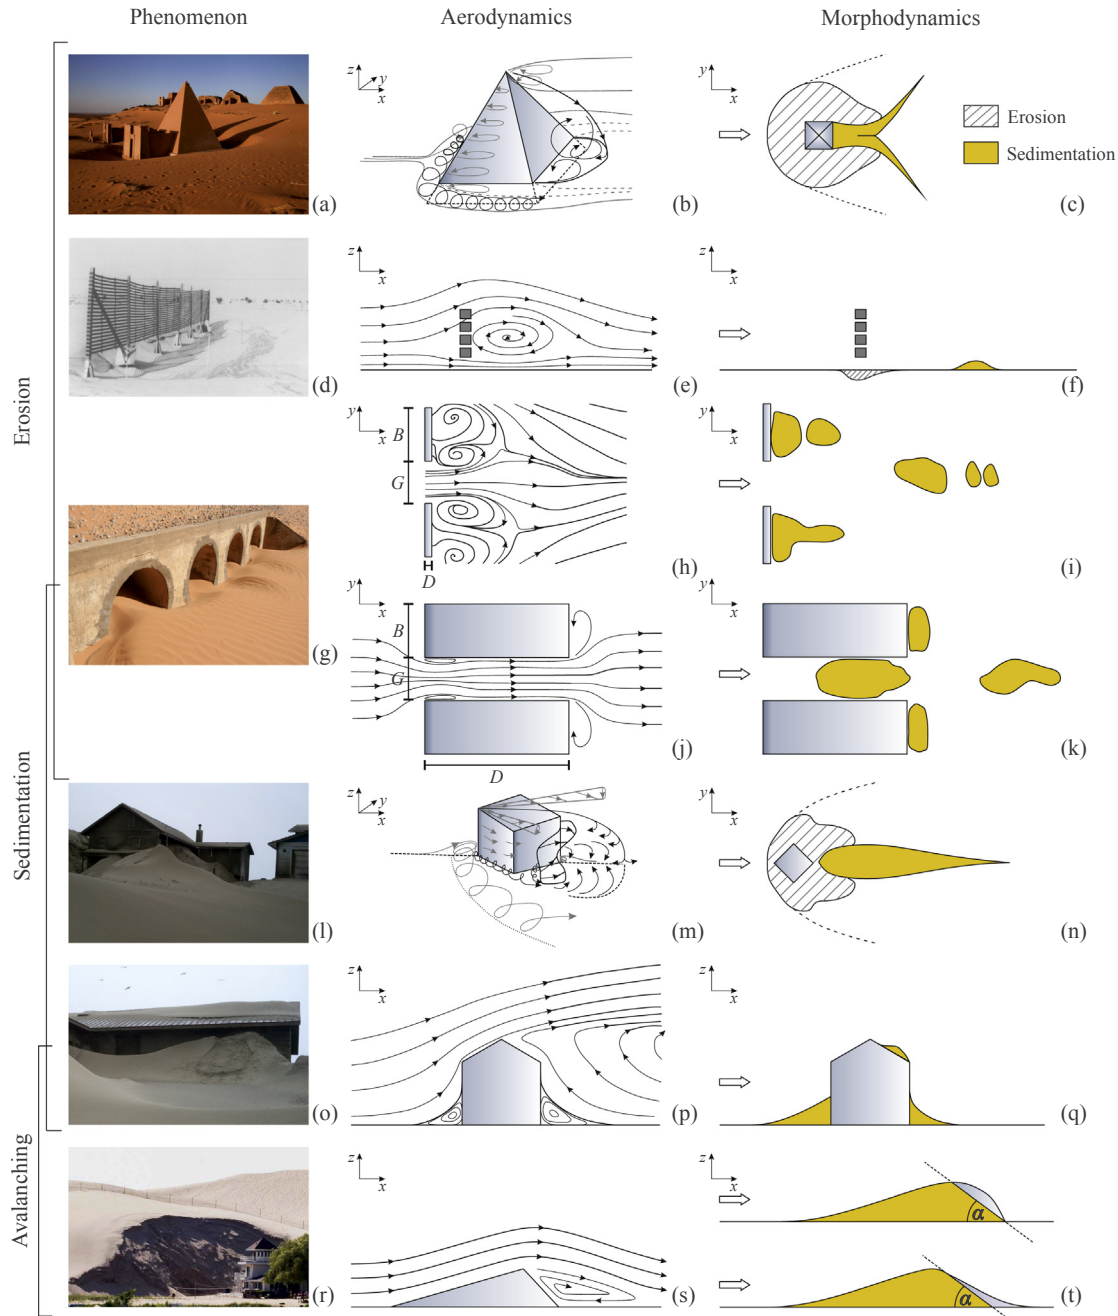 Phenomenon Aerodynamics Morphodynamics
Erosion
Sedimentation
Avalanching
z y x
y x
Erosion
Sedimentation
(a) (b) (c)
z x
z x
(d) (e) (f)
y x
B
G
D
y x
(h) (i)
(g)
y x
B
G
D
y x
(j) (k)
z y x
y x
(l) (m) (n)
z x
z x
(o) (p) (q)
z x
z x
α
α
(r) (s) (t)